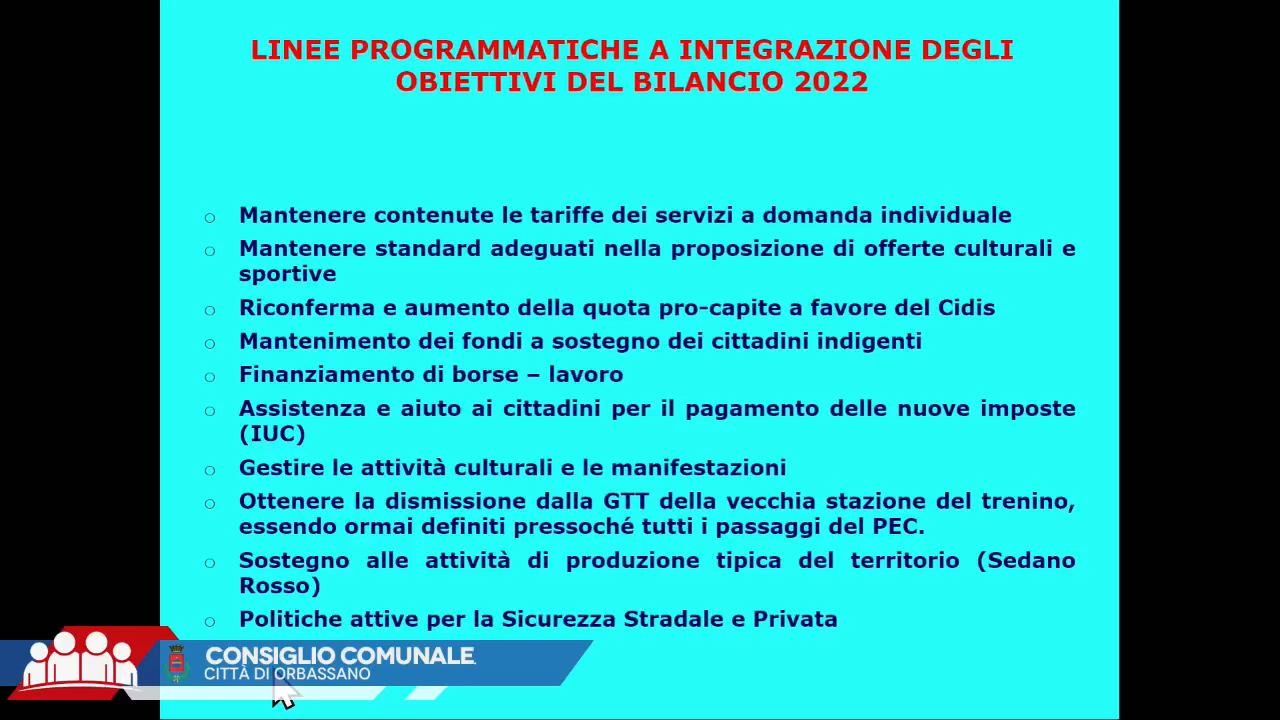 LINEE PROGRAMMATICHE A INTEGRAZIONE DEGLI
OBIETTIVI DEL BILANCIO 2022
Mantenere contenute le tariffe dei servizi a domanda individuale
Mantenere standard adeguati nella proposizione di offerte culturali e
sportive
Riconferma e aumento della quota pro-capite a favore del Cidis
Mantenimento dei fondi a sostegno dei cittadini indigenti
Finanziamento di borse – lavoro
Assistenza e aiuto ai cittadini per il pagamento delle nuove imposte
(IUC)
Gestire le attività culturali e le manifestazioni
Ottenere la dismissione dalla GTT della vecchia stazione del trenino,
essendo ormai definiti pressoché tutti i passaggi del PEC.
Sostegno alle attività di produzione tipica del territorio (Sedano
Rosso)
Politiche attive per la Sicurezza Stradale e Privata
CONSIGLIO COMUNALE
CITTÀ DI ORBASSANO